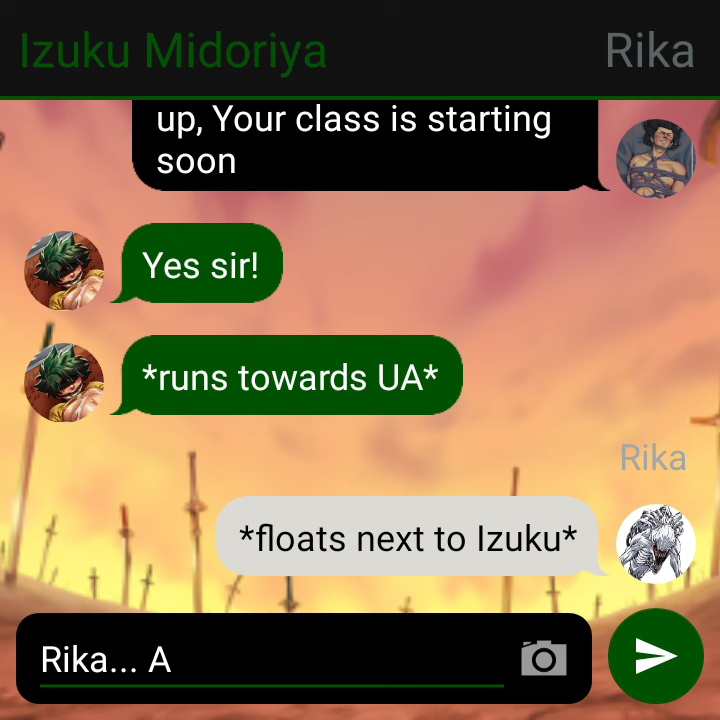 Izuku Midoriya Rika
up, Your class is starting
soon
Yes sir!
*runs towards UA*
Rika
*floats next to Izuku*
Rika... A